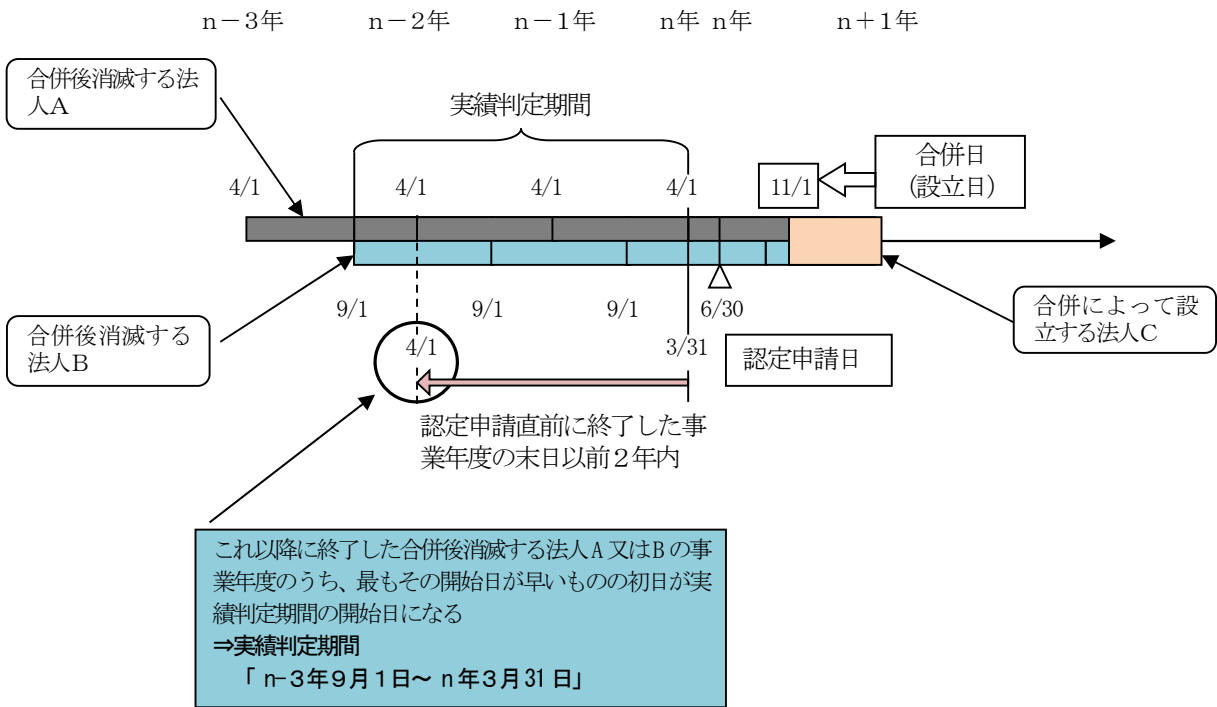 n－3年 n－2年 n－1年 n年 n年 n＋1年
合併後消滅する法
人A
実績判定期間
合併日
（設立日）
4/1 4/1 4/1 4/1 11/1
9/1 9/1 9/1 6/30
合併後消滅する
法人B
合併によって設
立する法人C
4/1 3/31
認定申請日
認定申請直前に終了した事
業年度の末日以前２年内
これ以降に終了した合併後消滅する法人A 又はB の事
業年度のうち、最もその開始日が早いものの初日が実
績判定期間の開始日になる
⇒実績判定期間
「 n-３年９月１日～ n 年３月31 日」